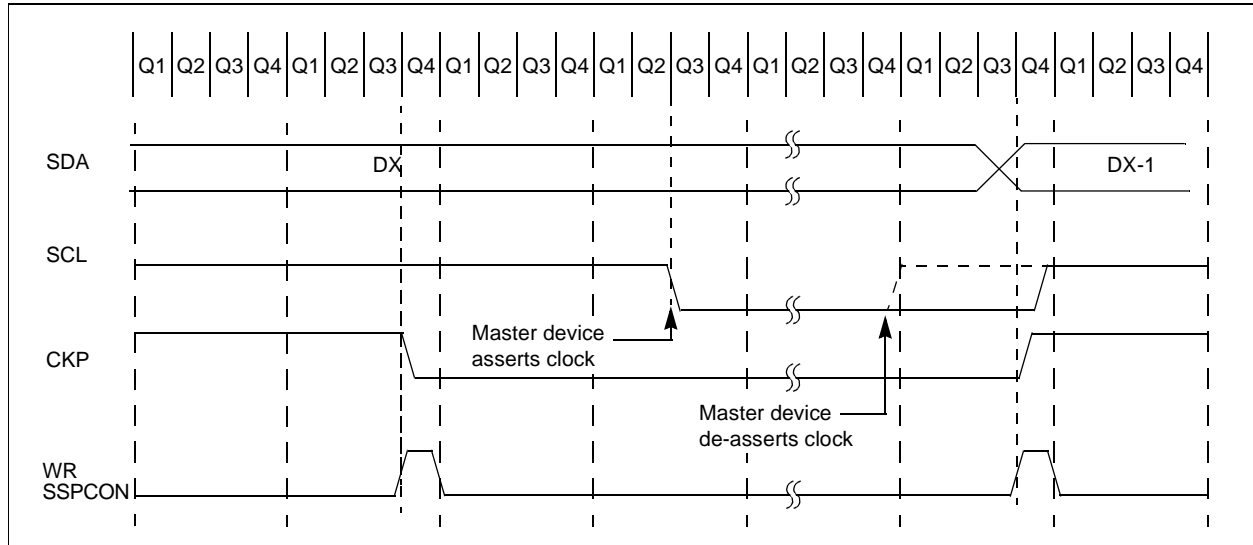 Q1 Q2 Q3 Q4 Q1 Q2 Q3 Q4 Q1 Q2 Q3 Q4 Q1 Q2 Q3 Q4 Q1 Q2 Q3 Q4 Q1 Q2 Q3 Q4 Q1 Q2 Q3 Q4
SDA
DX
DX-1
SCL
Master device
asserts clock
CKP
Master device
de-asserts clock
WR
SSPCON